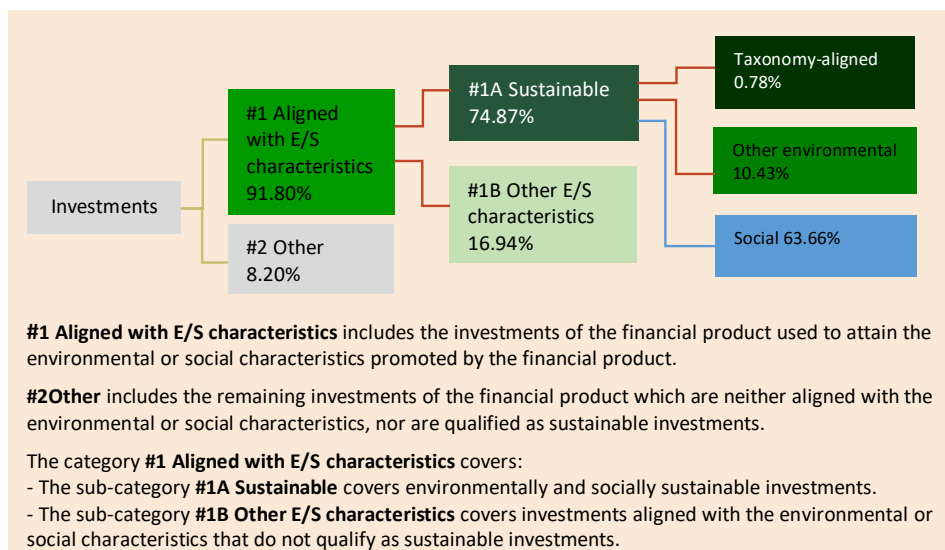 Investments
#1 Aligned
with E/S
characteristics
91.80%
#2 Other
8.20%
#1A Sustainable
74.87%
#1B Other E/S
characteristics
16.94%
Taxonomy-aligned
0.78%
Other environmental
10.43%
Social 63.66%
#1 Aligned with E/S characteristics includes the investments of the financial product used to attain the
environmental or social characteristics promoted by the financial product.
#2Other includes the remaining investments of the financial product which are neither aligned with the
environmental or social characteristics, nor are qualified as sustainable investments.
The category #1 Aligned with E/S characteristics covers:
- The sub-category #1A Sustainable covers environmentally and socially sustainable investments.
- The sub-category #1B Other E/S characteristics covers investments aligned with the environmental or
social characteristics that do not qualify as sustainable investments.